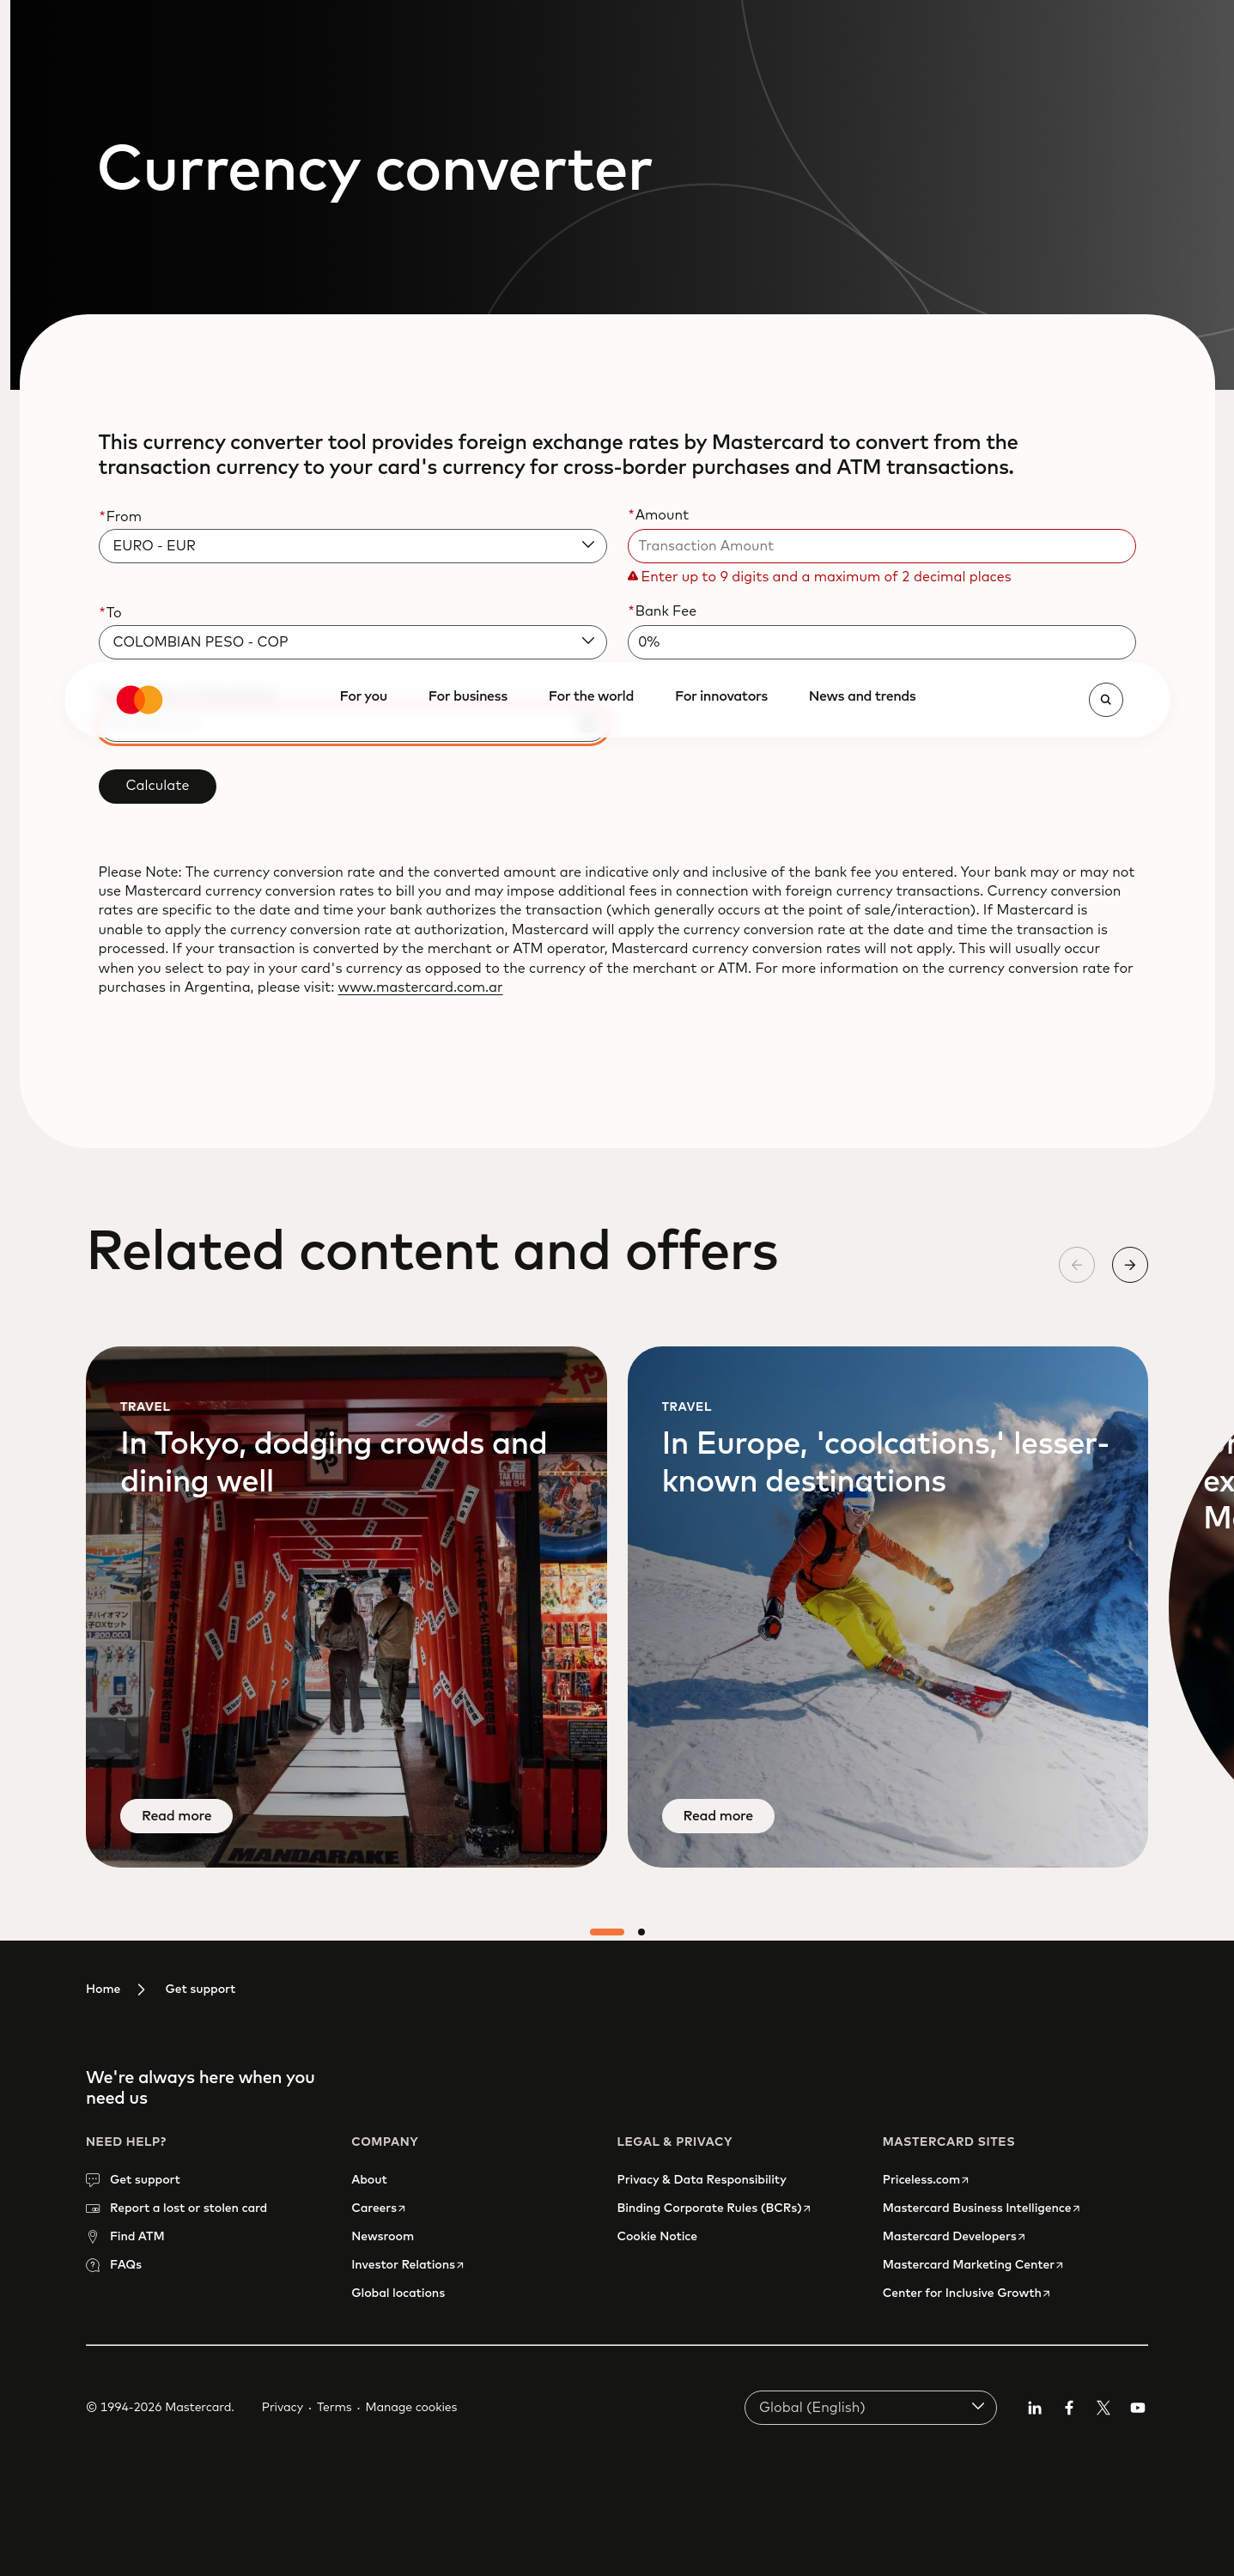 Currency converter
This currency converter tool provides foreign exchange rates by Mastercard to convert from the
transaction currency to your card's currency for cross-border purchases and ATM transactions.
*From
EURO - EUR
*Amount
Transaction Amount
Enter up to 9 digits and a maximum of 2 decimal places
*To
COLOMBIAN PESO - COP
*Bank Fee
0%
For you
For business
For the world
For innovators
News and trends
Calculate
Please Note: The currency conversion rate and the converted amount are indicative only and inclusive of the bank fee you entered. Your bank may or may not
use Mastercard currency conversion rates to bill you and may impose additional fees in connection with foreign currency transactions. Currency conversion
rates are specific to the date and time your bank authorizes the transaction (which generally occurs at the point of sale/interaction). If Mastercard is
unable to apply the currency conversion rate at authorization, Mastercard will apply the currency conversion rate at the date and time the transaction is
processed. If your transaction is converted by the merchant or ATM operator, Mastercard currency conversion rates will not apply. This will usually occur
when you select to pay in your card's currency as opposed to the currency of the merchant or ATM. For more information on the currency conversion rate for
purchases in Argentina, please visit: www.mastercard.com.ar
Related content and offers
TRAVEL
In Tokyo, dodging crowds and
dining well
TAX FREE
MANDARAKE
Read more
TRAVEL
In Europe, 'coolcations,' lesser-
known destinations
Read more
ex
Home
Get support
We're always here when you
need us
NEED HELP?
Get support
Report a lost or stolen card
Find ATM
FAQs
COMPANY
About
Careers
Newsroom
Investor Relations
Global locations
LEGAL & PRIVACY
Privacy & Data Responsibility
Binding Corporate Rules (BCRs)
Cookie Notice
MASTERCARD SITES
Priceless.com
Mastercard Business Intelligence
Mastercard Developers
Mastercard Marketing Center
Center for Inclusive Growth
© 1994-2026 Mastercard.
Privacy · Terms · Manage cookies
Global (English)